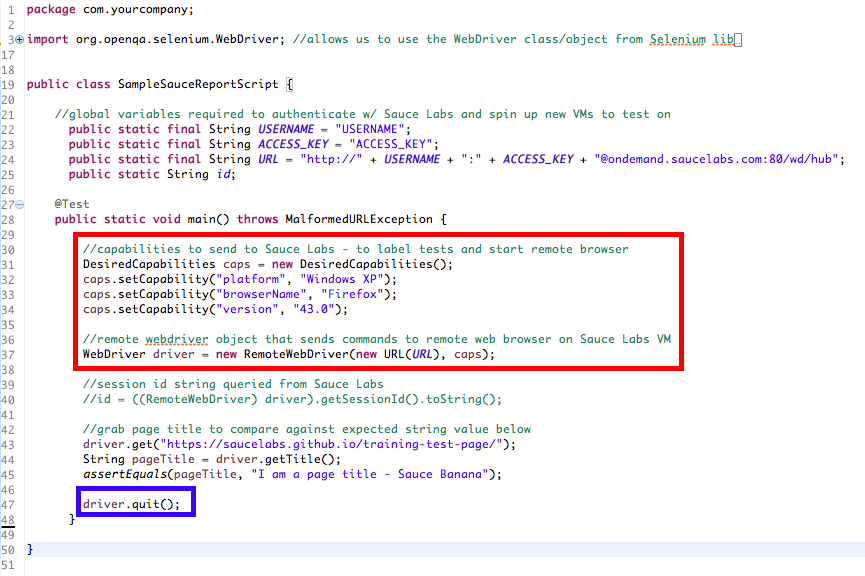 1 package com.yourcompany;
2
3 import org.openqa.selenium.WebDriver; //allows us to use the WebDriver class/object from Selenium lib
17
18
19 public class SampleSauceReportScript {
20
21 //global variables required to authenticate w/ Sauce Labs and spin up new VMs to test on
22 public static final String USERNAME = "USERNAME";
23 public static final String ACCESS_KEY = "ACCESS_KEY";
24 public static final String URL = "http://" + USERNAME + ":" + ACCESS_KEY + "@ondemand.saucelabs.com:80/wd/hub";
25 public static String id;
26
27 @Test
28 public static void main() throws MalformedURLException {
29
30 //capabilities to send to Sauce Labs - to label tests and start remote browser
31 DesiredCapabilities caps = new DesiredCapabilities();
32 caps.setCapability("platform", "Windows XP");
33 caps.setCapability("browserName", "Firefox");
34 caps.setCapability("version", "43.0");
35
36 //remote webdriver object that sends commands to remote web browser on Sauce Labs VM
37 WebDriver driver = new RemoteWebDriver(new URL(URL), caps);
38
39 //session id string queried from Sauce Labs
40 //id = ((RemoteWebDriver) driver).getSessionId().toString();
41
42 //grab page title to compare against expected string value below
43 driver.get("https://saucelabs.github.io/training-test-page/");
44 String pageTitle = driver.getTitle();
45 assertEquals(pageTitle, "I am a page title - Sauce Banana");
46
47 driver.quit();
48 }
49
50 }
51